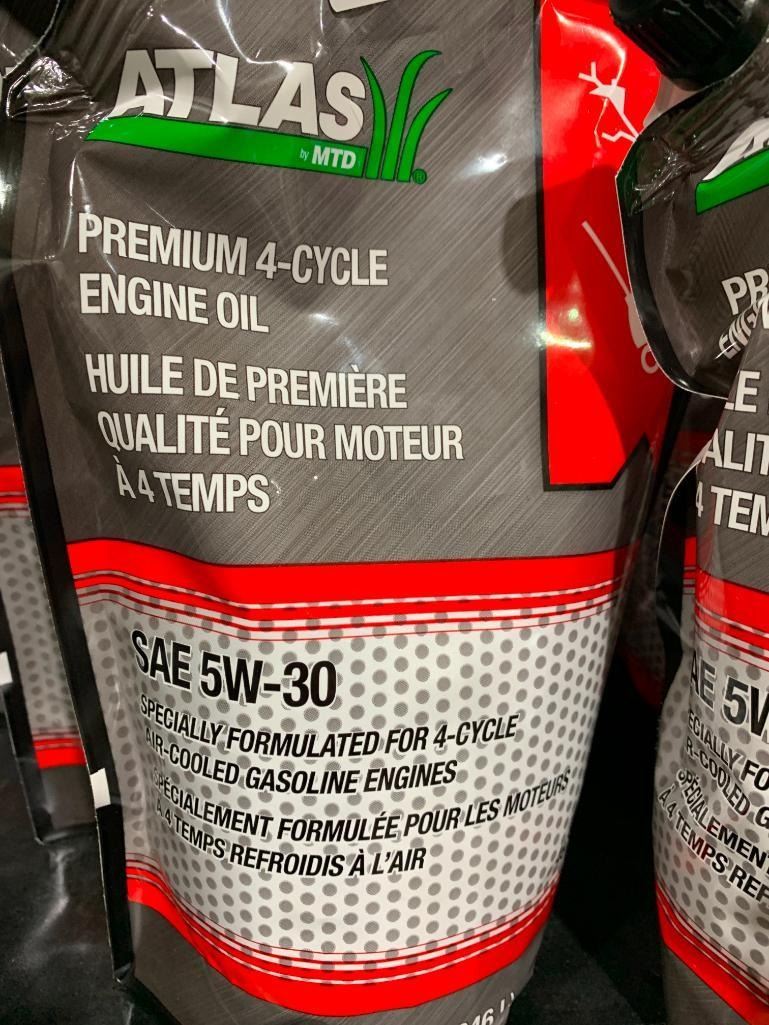 ATLAS
by MTD
PREMIUM 4-CYCLE
ENGINE OIL
HUILE DE PREMIÈRE
QUALITÉ POUR MOTEUR
À 4 TEMPS
SAE 5W-30
SPECIALLY FORMULATED FOR 4-CYCLE
AIR-COOLED GASOLINE ENGINES
SPÉCIALEMENT FORMULÉE POUR LES MOTEURS
À 4 TEMPS REFROIDIS À L'AIR